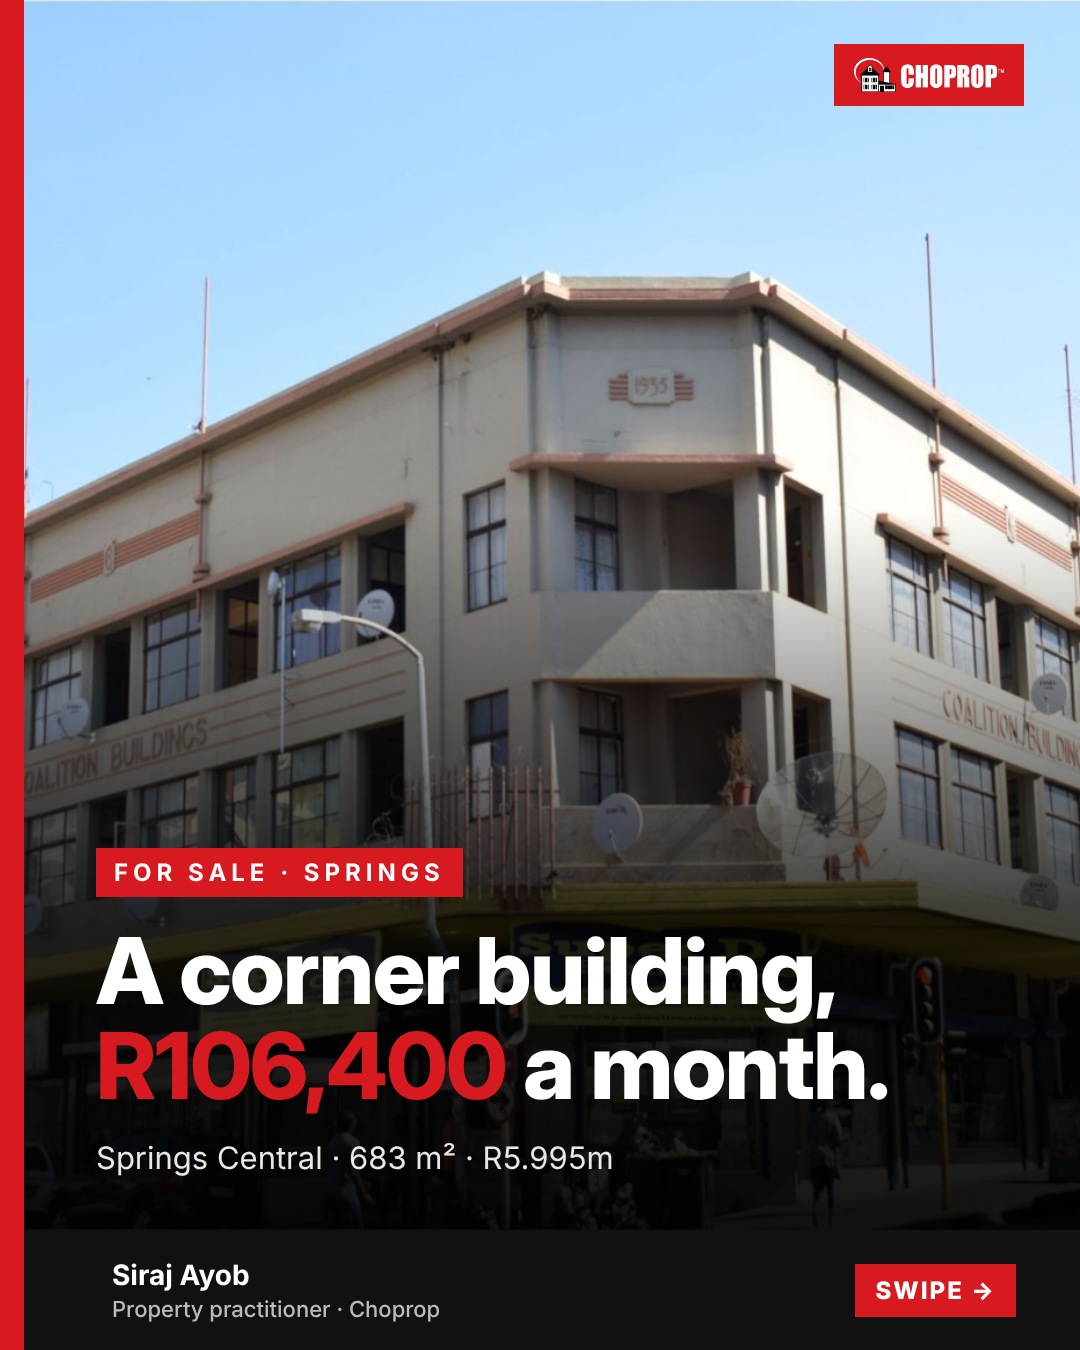 CHOPROP™
1935
COALITION BUILDINGS
COALITION BUILDING
FOR SALE · SPRINGS
A corner building,
R106,400 a month.
Springs Central · 683 m² · R5.995m
Siraj Ayob
Property practitioner · Choprop
SWIPE →